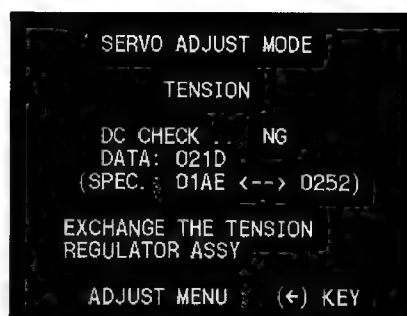 SERVO ADJUST MODE
TENSION
DC CHECK . . NG
DATA: 021D
(SPEC. 01AE <--> 0252)
EXCHANGE THE TENSION
REGULATOR ASSY
ADJUST MENU (←) KEY